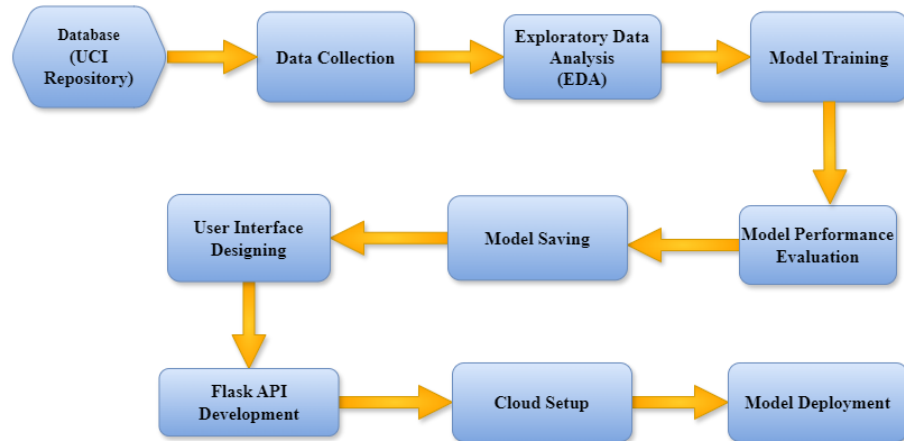 Database
(UCI
Repository)
Data Collection
Exploratory Data
Analysis
(EDA)
Model Training
Model Performance
Evaluation
Model Saving
User Interface
Designing
Flask API
Development
Cloud Setup
Model Deployment